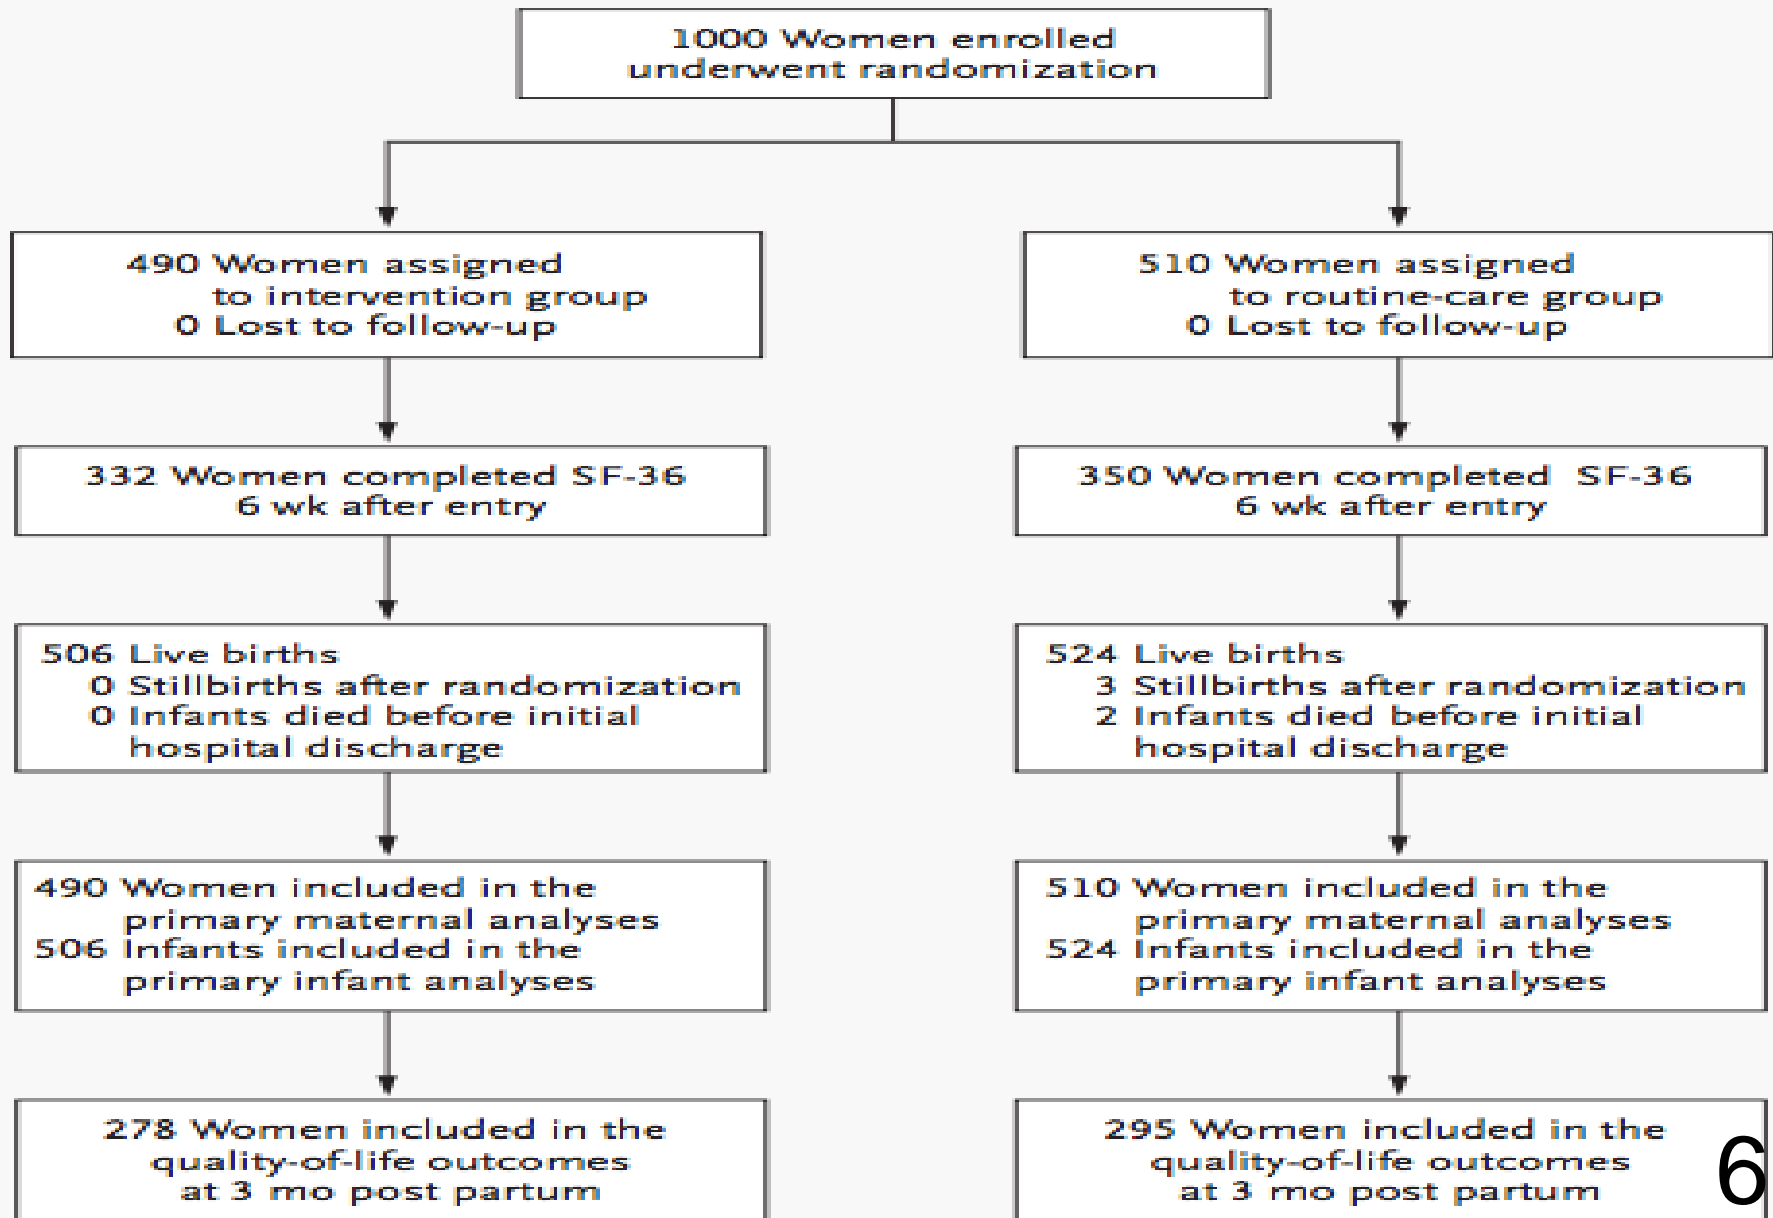 1000 Women enrolled
underwent randomization
490 Women assigned
to intervention group
0 Lost to follow-up
510 Women assigned
to routine-care group
0 Lost to follow-up
332 Women completed SF-36
6 wk after entry
350 Women completed SF-36
6 wk after entry
506 Live births
0 Stillbirths after randomization
0 Infants died before initial
hospital discharge
524 Live births
3 Stillbirths after randomization
2 Infants died before initial
hospital discharge
490 Women included in the
primary maternal analyses
506 Infants included in the
primary infant analyses
510 Women included in the
primary maternal analyses
524 Infants included in the
primary infant analyses
278 Women included in the
quality-of-life outcomes
at 3 mo post partum
295 Women included in the
quality-of-life outcomes
at 3 mo post partum
6